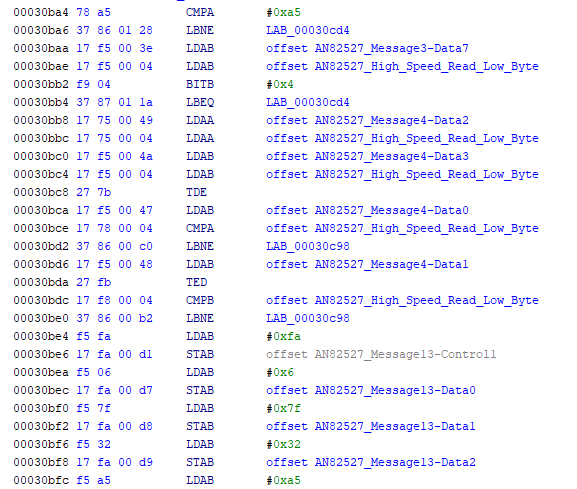 00030ba4 78 a5 CMPA #0xa5
00030ba6 37 86 01 28 LBNE LAB_00030cd4
00030baa 17 f5 00 3e LDAB offset AN82527_Message3-Data7
00030bae 17 f5 00 04 LDAB offset AN82527_High_Speed_Read_Low_Byte
00030bb2 f9 04 BITB #0x4
00030bb4 37 87 01 1a LBEQ LAB_00030cd4
00030bb8 17 75 00 49 LDAA offset AN82527_Message4-Data2
00030bbc 17 75 00 04 LDAA offset AN82527_High_Speed_Read_Low_Byte
00030bc0 17 f5 00 4a LDAB offset AN82527_Message4-Data3
00030bc4 17 f5 00 04 LDAB offset AN82527_High_Speed_Read_Low_Byte
00030bc8 27 7b TDE
00030bca 17 f5 00 47 LDAB offset AN82527_Message4-Data0
00030bce 17 78 00 04 CMPA offset AN82527_High_Speed_Read_Low_Byte
00030bd2 37 86 00 c0 LBNE LAB_00030c98
00030bd6 17 f5 00 48 LDAB offset AN82527_Message4-Data1
00030bda 27 fb TED
00030bdc 17 f8 00 04 CMPB offset AN82527_High_Speed_Read_Low_Byte
00030be0 37 86 00 b2 LBNE LAB_00030c98
00030be4 f5 fa LDAB #0xfa
00030be6 17 fa 00 d1 STAB offset AN82527_Message13-Control1
00030bea f5 06 LDAB #0x6
00030bec 17 fa 00 d7 STAB offset AN82527_Message13-Data0
00030bf0 f5 7f LDAB #0x7f
00030bf2 17 fa 00 d8 STAB offset AN82527_Message13-Data1
00030bf6 f5 32 LDAB #0x32
00030bf8 17 fa 00 d9 STAB offset AN82527_Message13-Data2
00030bfc f5 a5 LDAB #0xa5